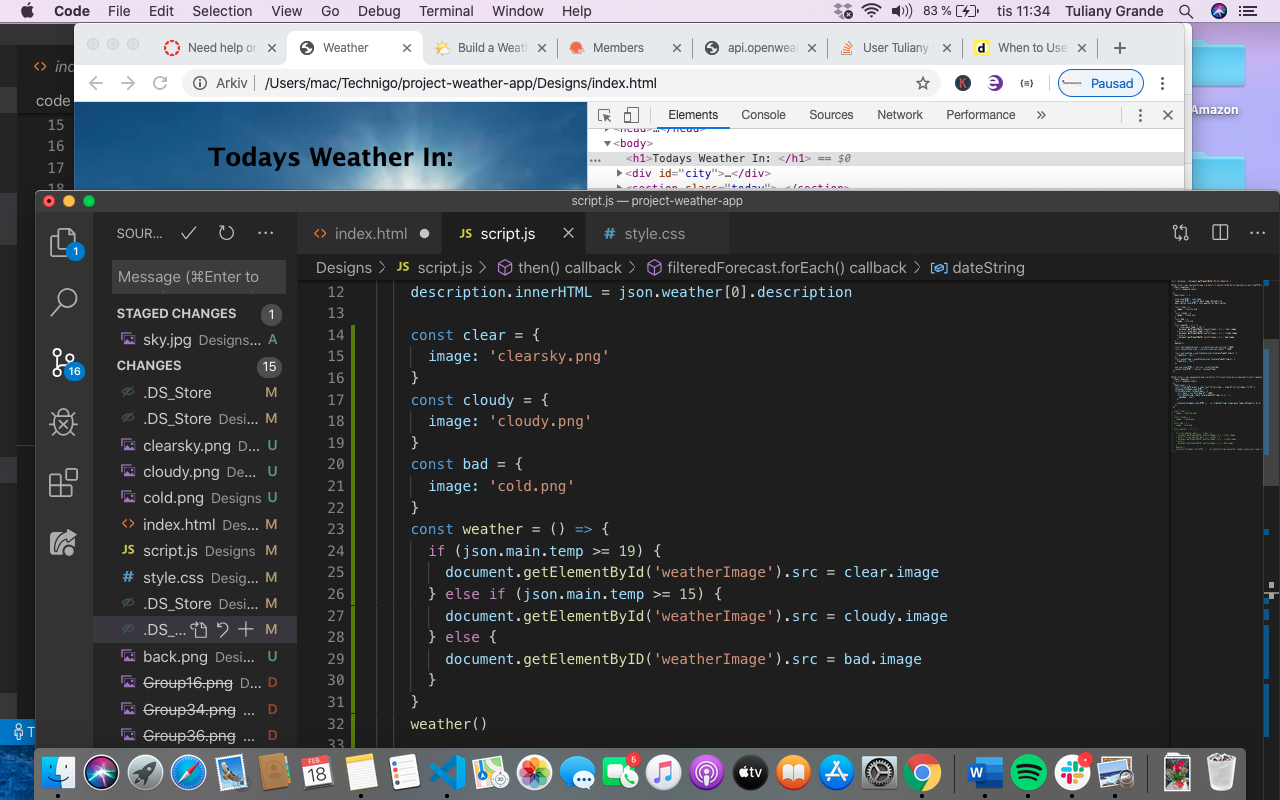 Code File Edit Selection View Go Debug Terminal Window Help 83 % tis 11:34 Tuliany Grande
Need help or Weather Build a Weat Members api.openweat User Tuliany When to Use
Arkiv /Users/mac/Technigo/project-weather-app/Designs/index.html Pausad
Elements Console Sources Network Performance
<body>
<h1>Todays Weather In: </h1> == $0
<div id="city">…</div>
Todays Weather In:
Amazon
code
15
16
17
18
script.js — project-weather-app
SOUR...
index.html JS script.js style.css
Message (⌘Enter to
Designs script.js then() callback filteredForecast.forEach() callback dateString
STAGED CHANGES 1
sky.jpg Designs... A
CHANGES 15
.DS_Store M
.DS_Store Desi... M
clearsky.png D... U
cloudy.png De... U
cold.png Designs U
index.html Des... M
JS script.js Designs M
# style.css Desig... M
.DS_Store Desi... M
.DS_... M
back.png Desi... U
Group16.png D... D
Group34.png ... D
Group36.png ... D
1
16
12 description.innerHTML = json.weather[0].description
13
14 const clear = {
15 image: 'clearsky.png'
16 }
17 const cloudy = {
18 image: 'cloudy.png'
19 }
20 const bad = {
21 image: 'cold.png'
22 }
23 const weather = () => {
24 if (json.main.temp >= 19) {
25 document.getElementById('weatherImage').src = clear.image
26 } else if (json.main.temp >= 15) {
27 document.getElementById('weatherImage').src = cloudy.image
28 } else {
29 document.getElementByID('weatherImage').src = bad.image
30 }
31 }
32 weather()
33
FEB 18
tv
6